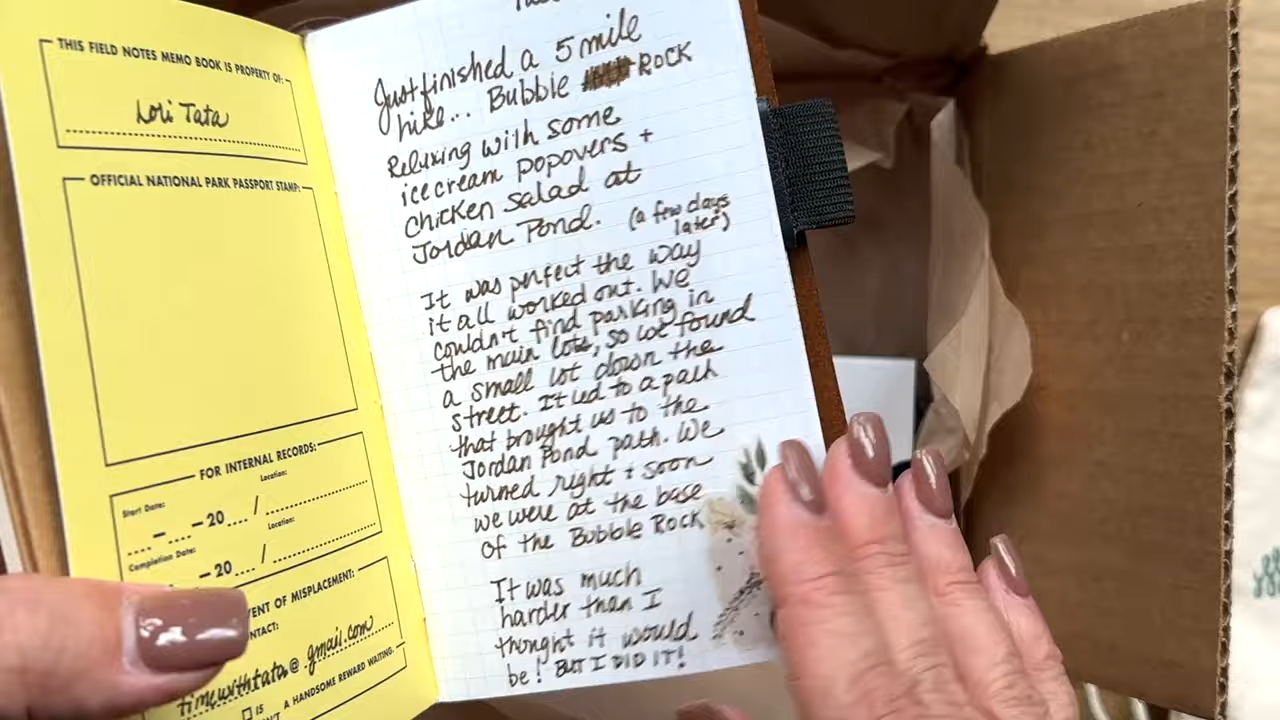 THIS FIELD NOTES MEMO BOOK IS PROPERTY OF:
Lori Tata
OFFICIAL NATIONAL PARK PASSPORT STAMP:
FOR INTERNAL RECORDS:
Start Date:
Location:
20
Completion Date:
Location:
20
VENT OF MISPLACEMENT:
ONTACT:
timewithtata@gmail.com
IS
A HANDSOME REWARD WAITING.
Just finished a 5 mile
hike... Bubble ROCK
Relaxing with some
ice cream popovers +
chicken salad at
Jordan Pond. (a few days
later)
It was perfect the way
it all worked out. We
couldn't find parking in
the main lots, so we found
a small lot down the
street. It led to a path
that brought us to the
Jordan Pond path. We
turned right + soon
we were at the base
of the Bubble Rock
It was much
harder than I
thought it would
be! BUT I DID IT!